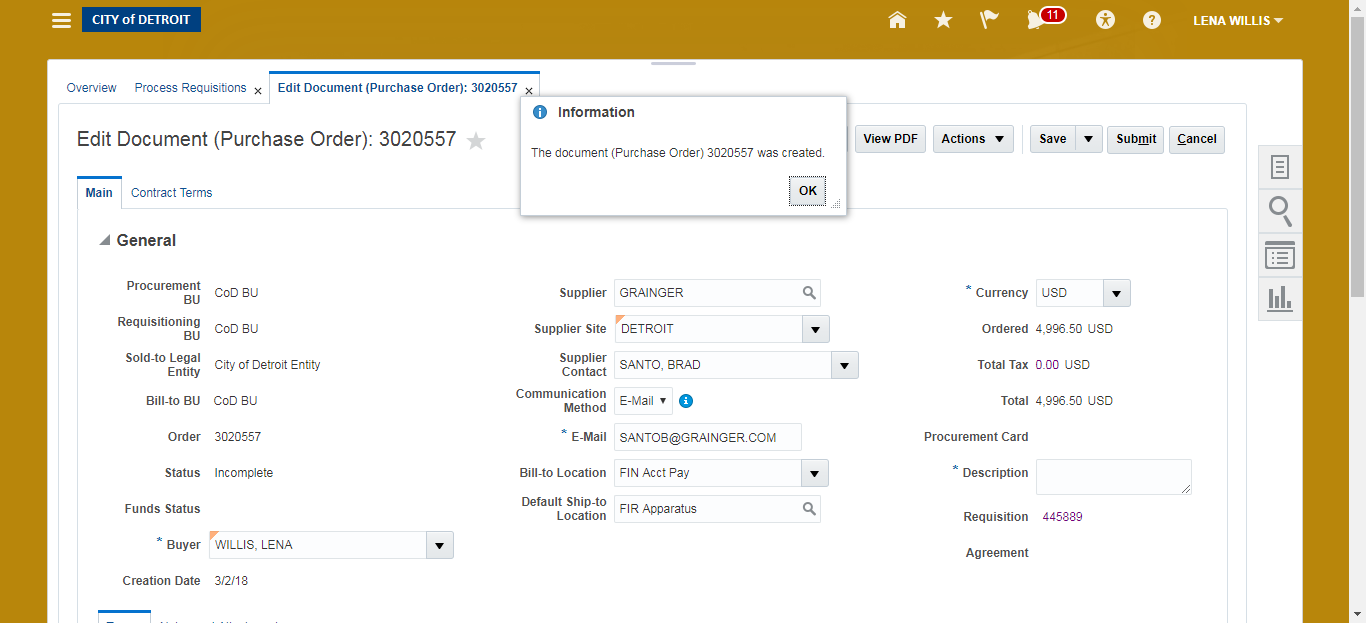 CITY of DETROIT
11
LENA WILLIS
Overview
Process Requisitions x
Edit Document (Purchase Order): 3020557 x
Information
The document (Purchase Order) 3020557 was created.
OK
Edit Document (Purchase Order): 3020557
View PDF
Actions
Save
Submit
Cancel
Main
Contract Terms
General
Procurement
BU
CoD BU
Requisitioning
BU
CoD BU
Sold-to Legal
Entity
City of Detroit Entity
Bill-to BU
CoD BU
Order
3020557
Status
Incomplete
Funds Status
* Buyer
WILLIS, LENA
Creation Date
3/2/18
Supplier
GRAINGER
Supplier Site
DETROIT
Supplier
Contact
SANTO, BRAD
Communication
Method
E-Mail
* E-Mail
SANTOB@GRAINGER.COM
Bill-to Location
FIN Acct Pay
Default Ship-to
Location
FIR Apparatus
* Currency
USD
Ordered
4,996.50 USD
Total Tax
0.00 USD
Total
4,996.50 USD
Procurement Card
* Description
Requisition
445889
Agreement